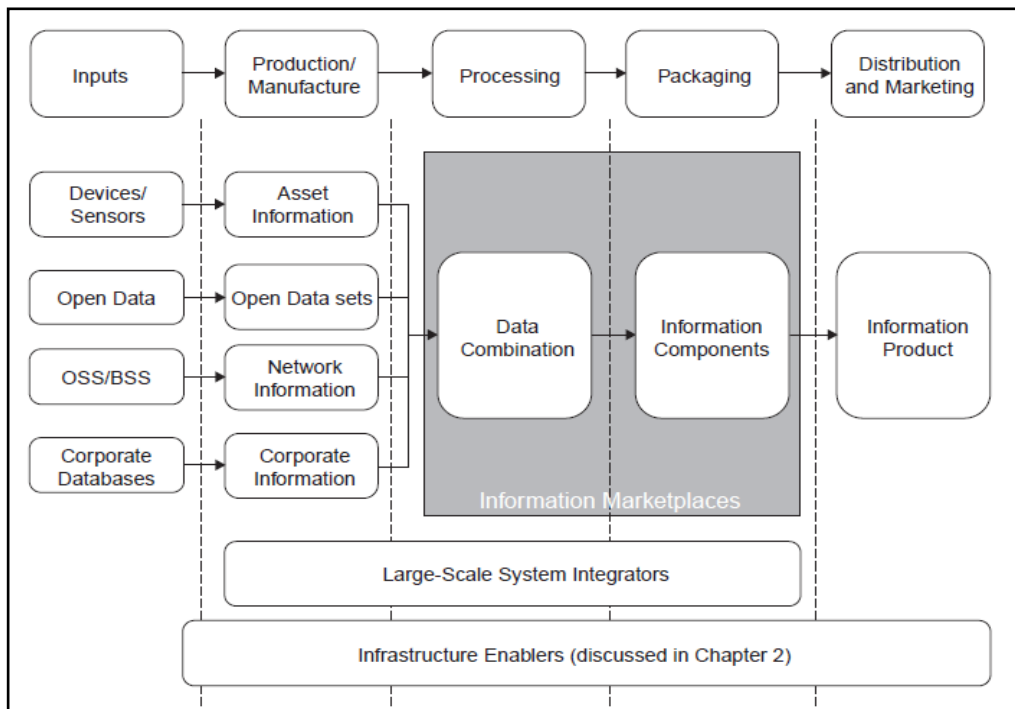 Inputs
Production/
Manufacture
Processing
Packaging
Distribution
and Marketing
Devices/
Sensors
Asset
Information
Open Data
Open Data sets
OSS/BSS
Network
Information
Corporate
Databases
Corporate
Information
Data
Combination
Information
Components
Information
Product
Information Marketplaces
Large-Scale System Integrators
Infrastructure Enablers (discussed in Chapter 2)